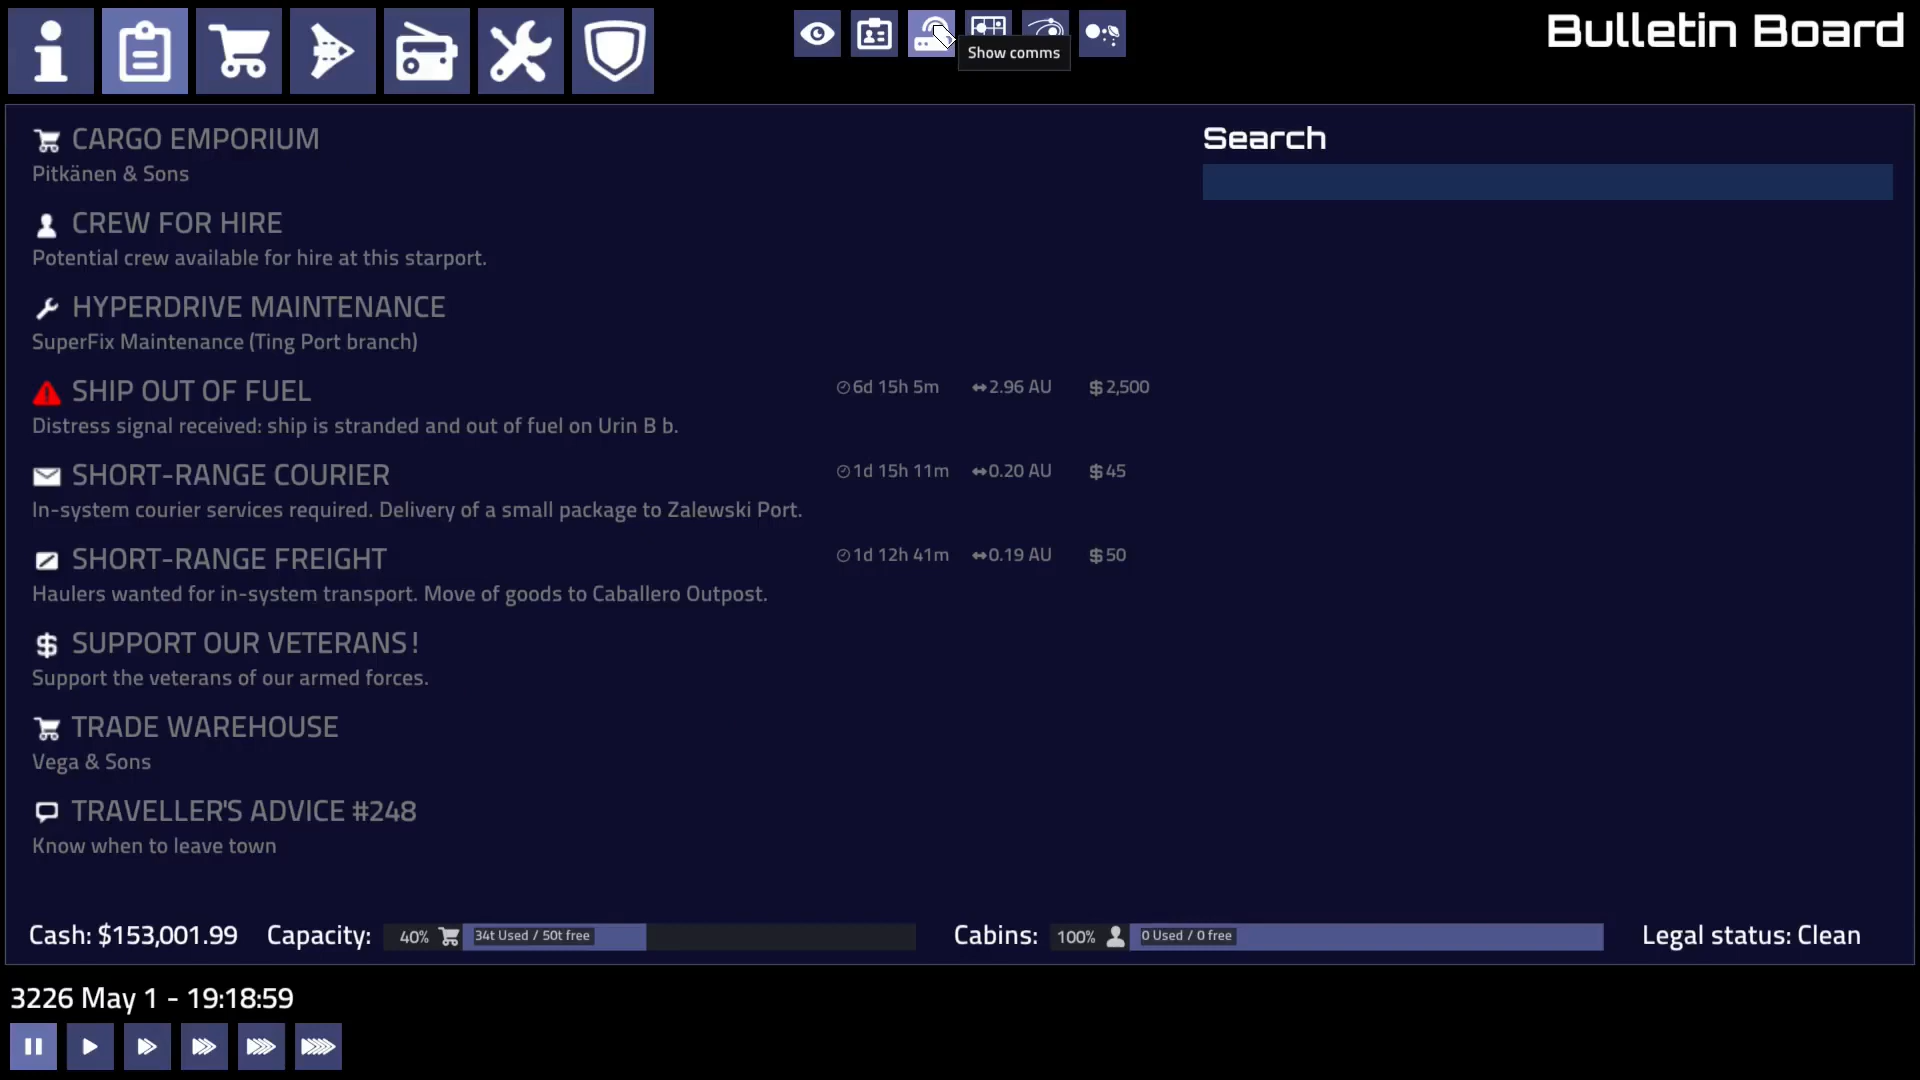 Bulletin Board
Show comms
CARGO EMPORIUM
Pitkänen & Sons
CREW FOR HIRE
Potential crew available for hire at this starport.
HYPERDRIVE MAINTENANCE
SuperFix Maintenance (Ting Port branch)
SHIP OUT OF FUEL 6d 15h 5m 2.96 AU $2,500
Distress signal received: ship is stranded and out of fuel on Urin B b.
SHORT-RANGE COURIER 1d 15h 11m 0.20 AU $45
In-system courier services required. Delivery of a small package to Zalewski Port.
SHORT-RANGE FREIGHT 1d 12h 41m 0.19 AU $50
Haulers wanted for in-system transport. Move of goods to Caballero Outpost.
SUPPORT OUR VETERANS!
Support the veterans of our armed forces.
TRADE WAREHOUSE
Vega & Sons
TRAVELLER'S ADVICE #248
Know when to leave town
Search
Cash: $153,001.99 Capacity: 40% 34t Used / 50t free Cabins: 100% 0 Used / 0 free Legal status: Clean
3226 May 1 - 19:18:59